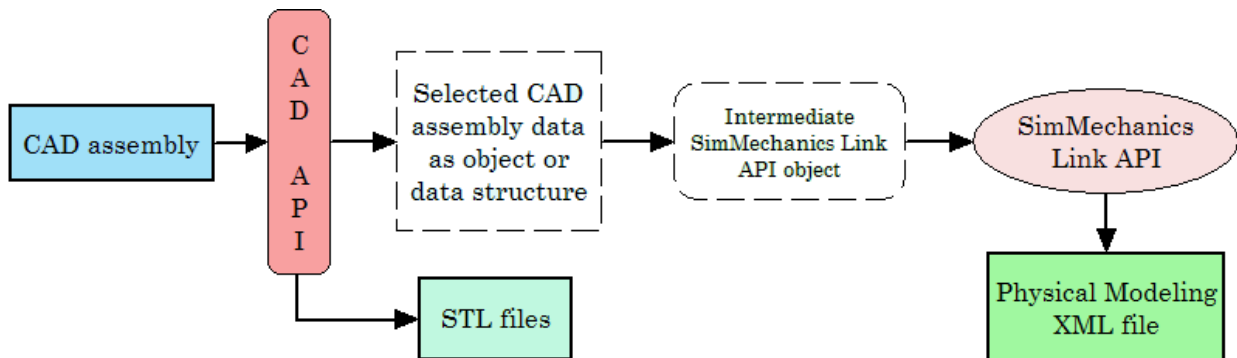 CAD assembly
C
A
D
A
P
I
Selected CAD
assembly data
as object or
data structure
Intermediate
SimMechanics Link
API object
SimMechanics
Link API
STL files
Physical Modeling
XML file